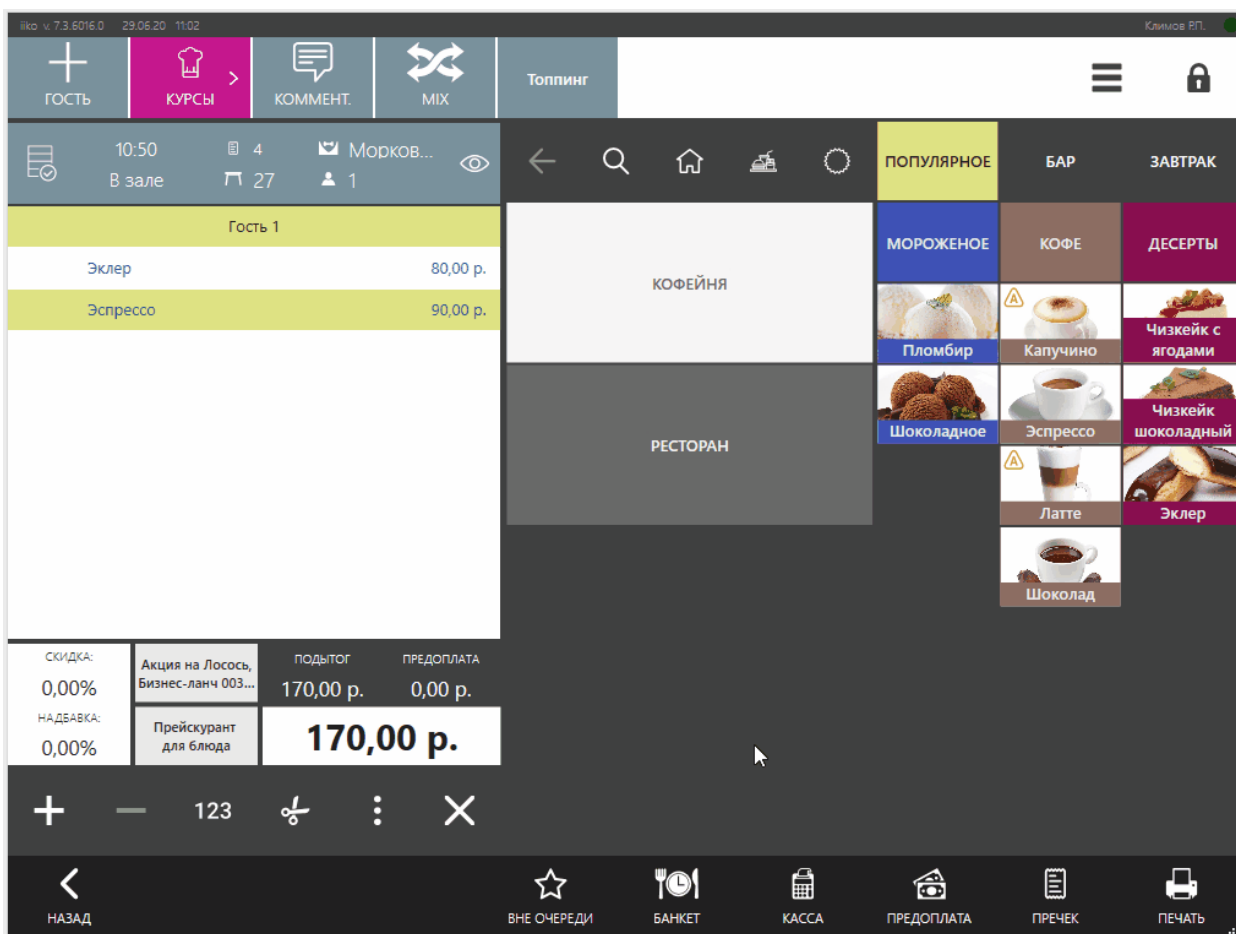 iiko v. 7.3.6016.0 29.06.20 11:02 Климов Р.П.
ГОСТЬ
КУРСЫ
КОММЕНТ.
MIX
Топпинг
10:50 4 Морков...
В зале 27 1
Гость 1
Эклер 80,00 р.
Эспрессо 90,00 р.
СКИДКА:
0,00%
НАДБАВКА:
0,00%
Акция на Лосось,
Бизнес-ланч 003...
Прейскурант
для блюда
ПОДЫТОГ ПРЕДОПЛАТА
170,00 р. 0,00 р.
170,00 р.
123
КОФЕЙНЯ
РЕСТОРАН
ПОПУЛЯРНОЕ БАР ЗАВТРАК
МОРОЖЕНОЕ КОФЕ ДЕСЕРТЫ
Пломбир
Капучино
Чизкейк с
ягодами
Шоколадное
Эспрессо
Чизкейк
шоколадный
Латте
Эклер
Шоколад
НАЗАД
ВНЕ ОЧЕРЕДИ
БАНКЕТ
КАССА
ПРЕДОПЛАТА
ПРЕЧЕК
ПЕЧАТЬ